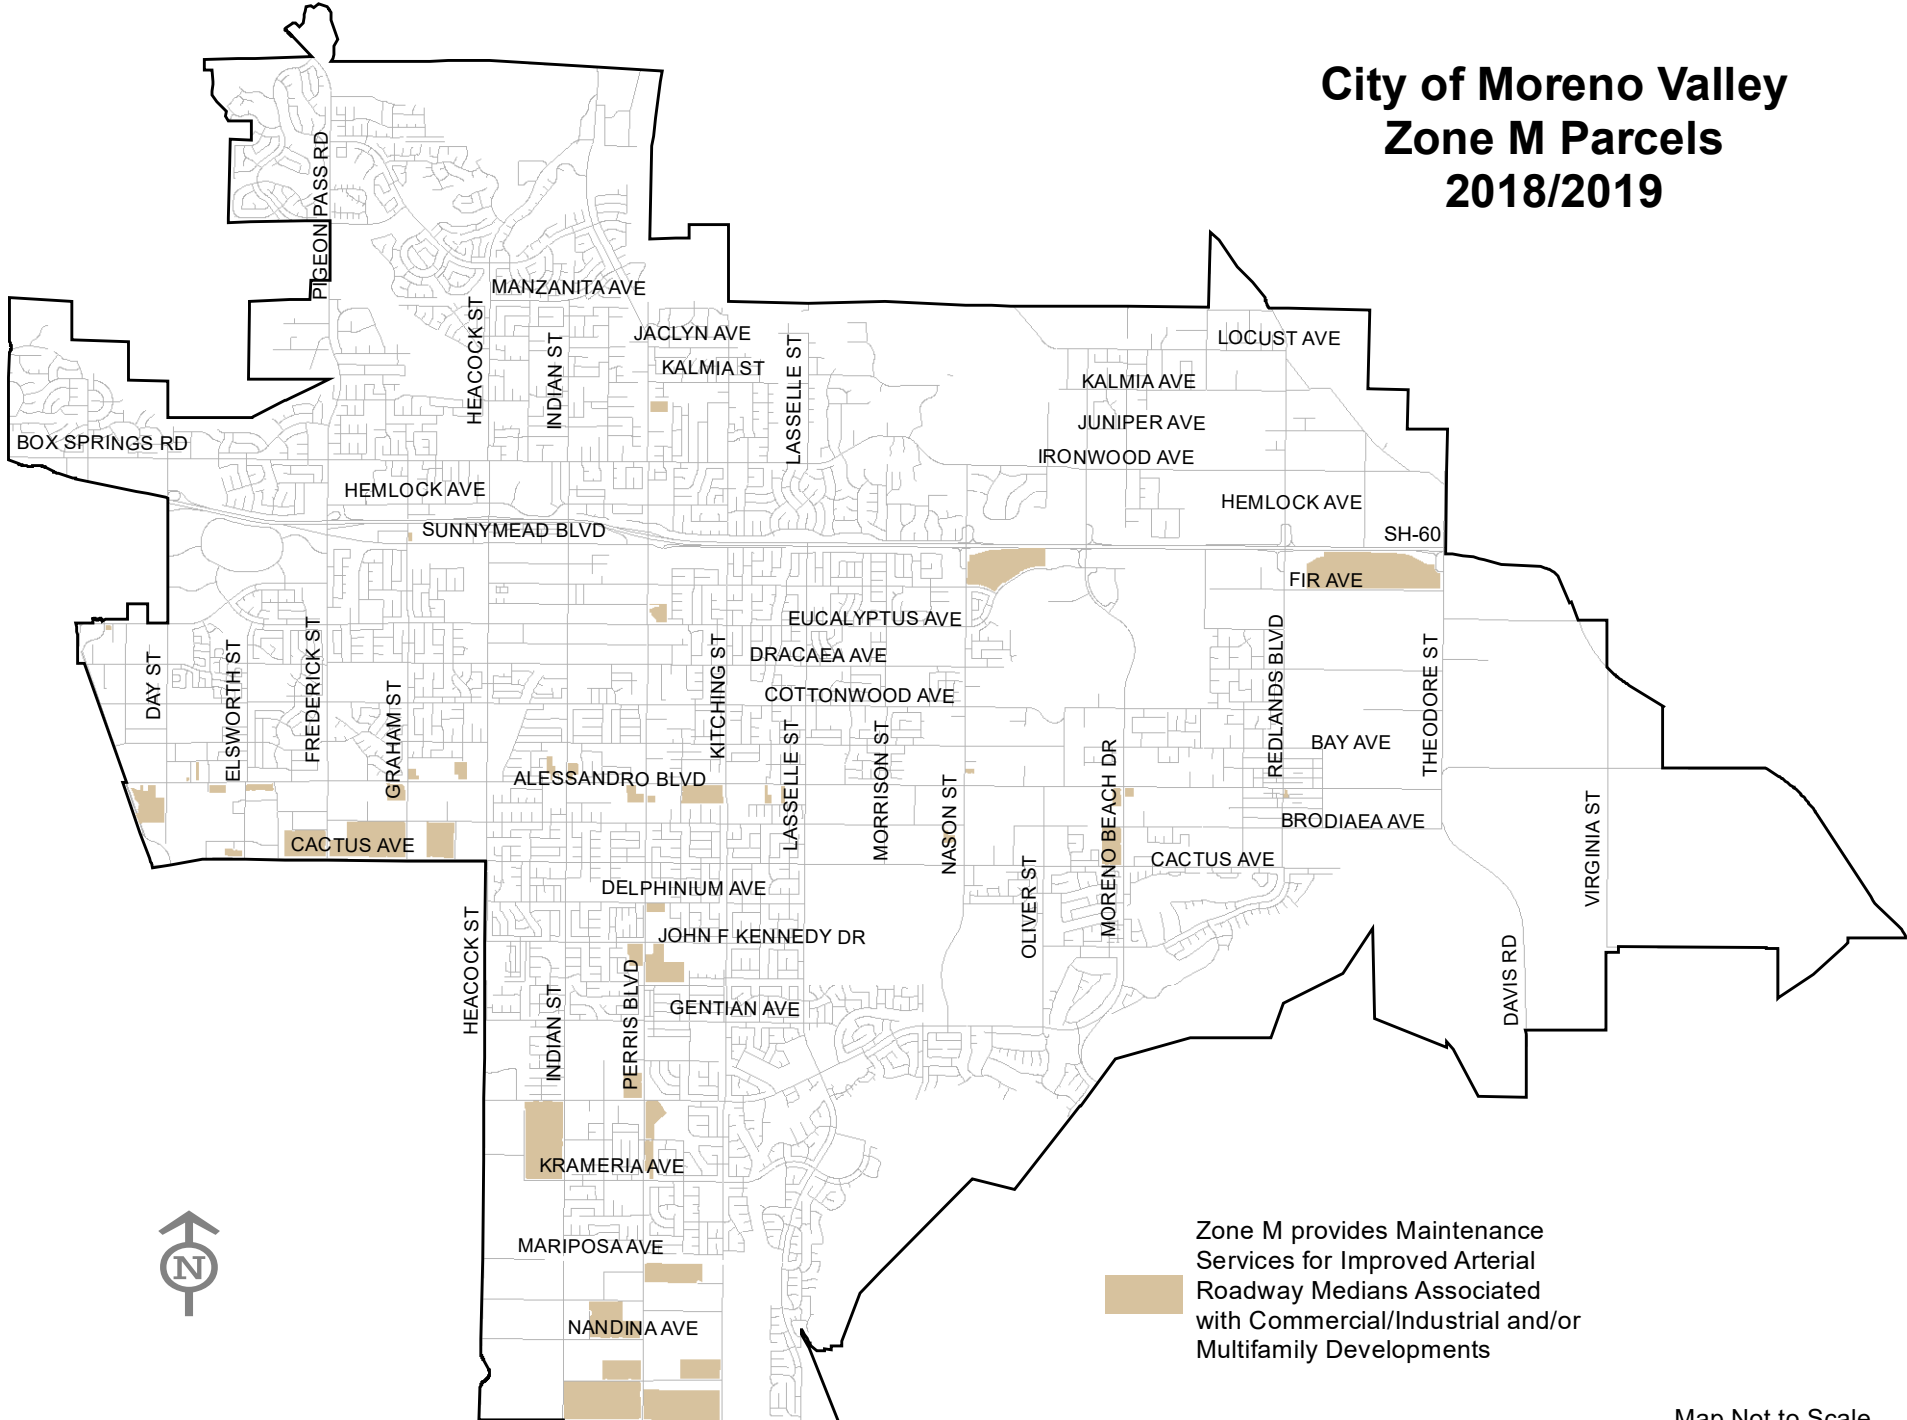 City of Moreno Valley
Zone M Parcels
2018/2019
PIGEON PASS RD
MANZANITA AVE
HEACOCK ST
INDIAN ST
JACLYN AVE
KALMIA ST
LASSELLE ST
LOCUST AVE
KALMIA AVE
JUNIPER AVE
IRONWOOD AVE
BOX SPRINGS RD
HEMLOCK AVE
HEMLOCK AVE
SUNNYMEAD BLVD
SH-60
FIR AVE
EUCALYPTUS AVE
DRACAEA AVE
COTTONWOOD AVE
DAY ST
ELSWORTH ST
FREDERICK ST
GRAHAM ST
KITCHING ST
LASSELLE ST
MORRISON ST
NASON ST
MORENO BEACH DR
REDLANDS BLVD
THEODORE ST
BAY AVE
ALESSANDRO BLVD
BRODIAEA AVE
VIRGINIA ST
CACTUS AVE
CACTUS AVE
OLIVER ST
DELPHINIUM AVE
JOHN F KENNEDY DR
HEACOCK ST
INDIAN ST
PERRIS BLVD
GENTIAN AVE
DAVIS RD
KRAMERIA AVE
MARIPOSA AVE
NANDINA AVE
N
Zone M provides Maintenance
Services for Improved Arterial
Roadway Medians Associated
with Commercial/Industrial and/or
Multifamily Developments
Map Not to Scale